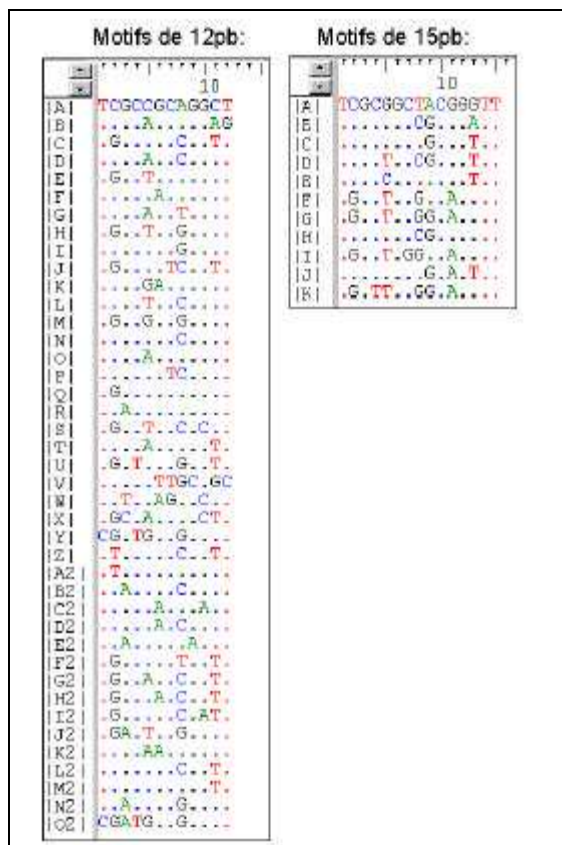 Motifs de 12pb:
10
|A| TCGCCGCAGGCT
|B| ....A.....AG
|C| .G.....C..T.
|D| ....A..C....
|E| .G..T.......
|F| .....A......
|G| ....A..T....
|H| .G..T..G....
|I| .......G....
|J| .G....TC..T.
|K| ....GA......
|L| ....T..C....
|M| .G..G..G....
|N| .......C....
|O| ....A.......
|P| ......TC....
|Q| .G..........
|R| ..A.........
|S| .G..T..C.C..
|T| ....A.....T.
|U| .G.T...G..T.
|V| .....TTGC.GC
|W| ..T..AG..C..
|X| .GC.A....CT.
|Y| CG.TG..G....
|Z| .T.....C..T.
|A2| .T..........
|B2| ..A....C....
|C2| .....A...A..
|D2| .....A.C....
|E2| ..A.....A...
|F2| .G.....T..T.
|G2| .G..A..C..T.
|H2| .G...A.C..T.
|I2| .G.....C.AT.
|J2| .GA.T..G....
|K2| ....AA......
|L2| .......C..T.
|M2| ..........T.
|N2| ..A....G....
|O2| CGATG..G....
Motifs de 15pb:
10
|A| TCGCGGCTACGGGTT
|B| .......CG...A..
|C| ........G...T..
|D| ....T..CG...T..
|E| ....C.......T..
|F| .G..T..G..A....
|G| .G..T..GG.A....
|H| .......CG......
|I| .G..T.GG..A....
|J| ........G.A.T..
|K| .G.TT..GG.A....